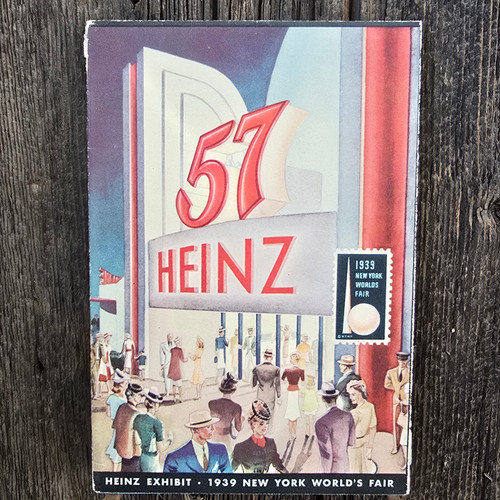 57
HEINZ
1939
NEW YORK
WORLDS
FAIR
HEINZ EXHIBIT · 1939 NEW YORK WORLD'S FAIR